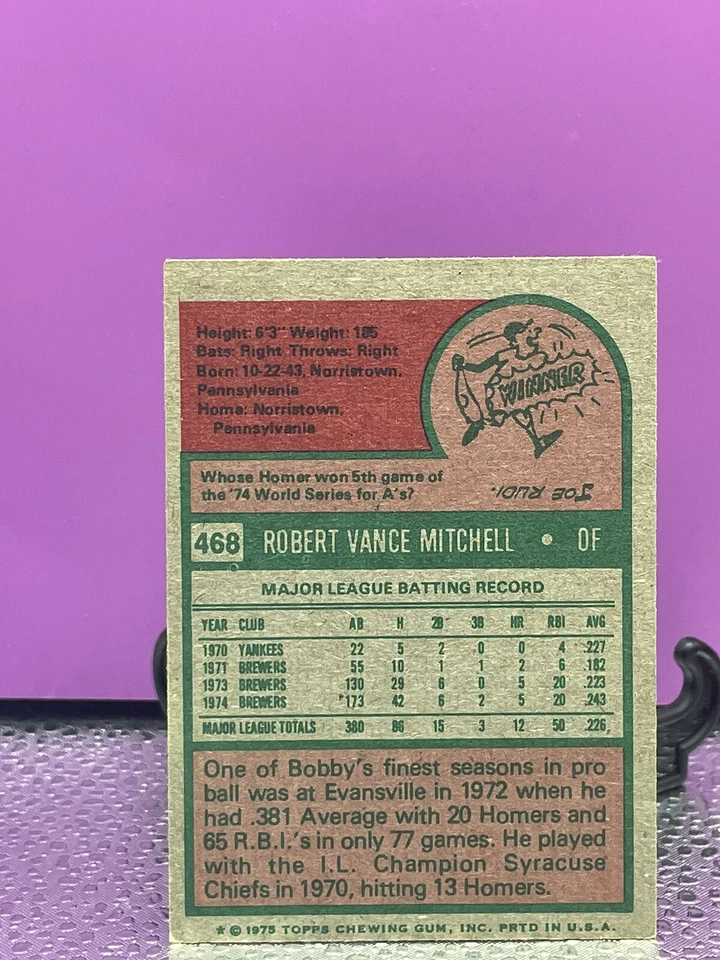 Height: 6'3" Weight: 185
Bats: Right Throws: Right
Born: 10-22-43, Norristown,
Pennsylvania
Home: Norristown,
Pennsylvania
WINNER
Whose Homer won 5th game of
the '74 World Series for A's?
JOE RUDI.
468 ROBERT VANCE MITCHELL • OF
MAJOR LEAGUE BATTING RECORD
YEAR CLUB AB H 2B 3B HR RBI AVG
1970 YANKEES 22 5 2 0 0 4 .227
1971 BREWERS 55 10 1 1 2 6 .182
1973 BREWERS 130 29 6 0 5 20 .223
1974 BREWERS 173 42 6 2 5 20 .243
MAJOR LEAGUE TOTALS 380 86 15 3 12 50 .226
One of Bobby's finest seasons in pro
ball was at Evansville in 1972 when he
had .381 Average with 20 Homers and
65 R.B.I.'s in only 77 games. He played
with the I.L. Champion Syracuse
Chiefs in 1970, hitting 13 Homers.
* © 1975 TOPPS CHEWING GUM, INC. PRTD IN U.S.A.